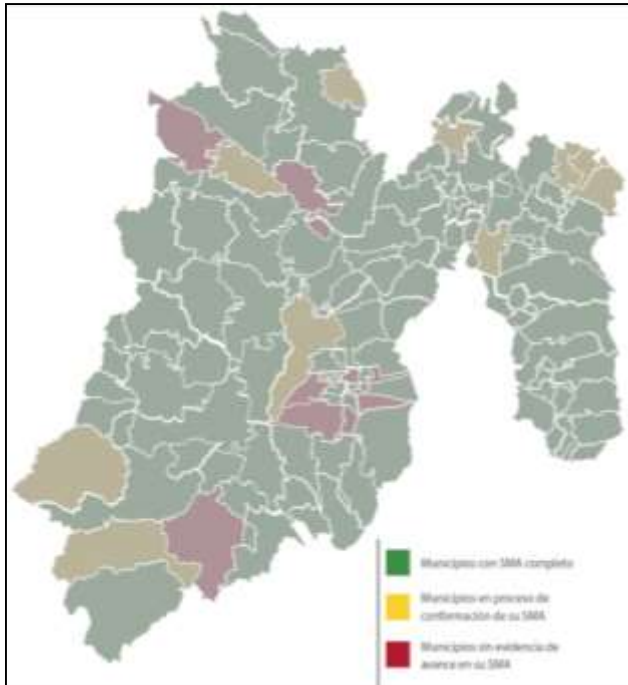 Municipios con SMA completo
Municipios en proceso de
conformación de su SMA
Municipios sin evidencia de
avance en su SMA